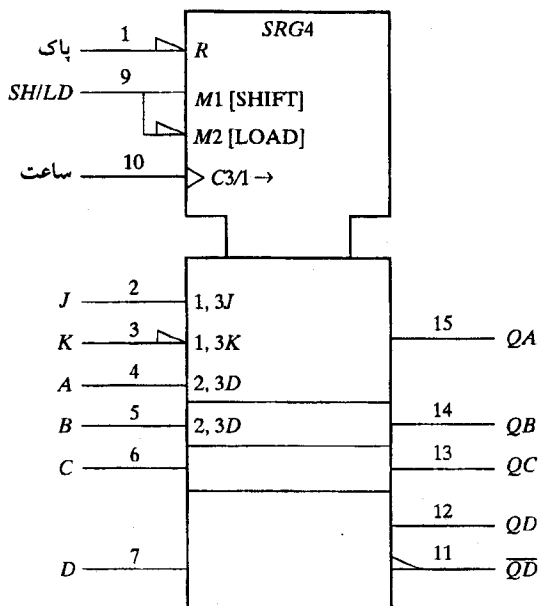 SRG4
پاک 1 R
SH/LD 9 M1 [SHIFT]
M2 [LOAD]
ساعت 10 C3/1 →
J 2 1, 3J
K 3 1, 3K
15 QA
A 4 2, 3D
B 5 2, 3D
14 QB
C 6
13 QC
12 QD
D 7
11 \overline{QD}